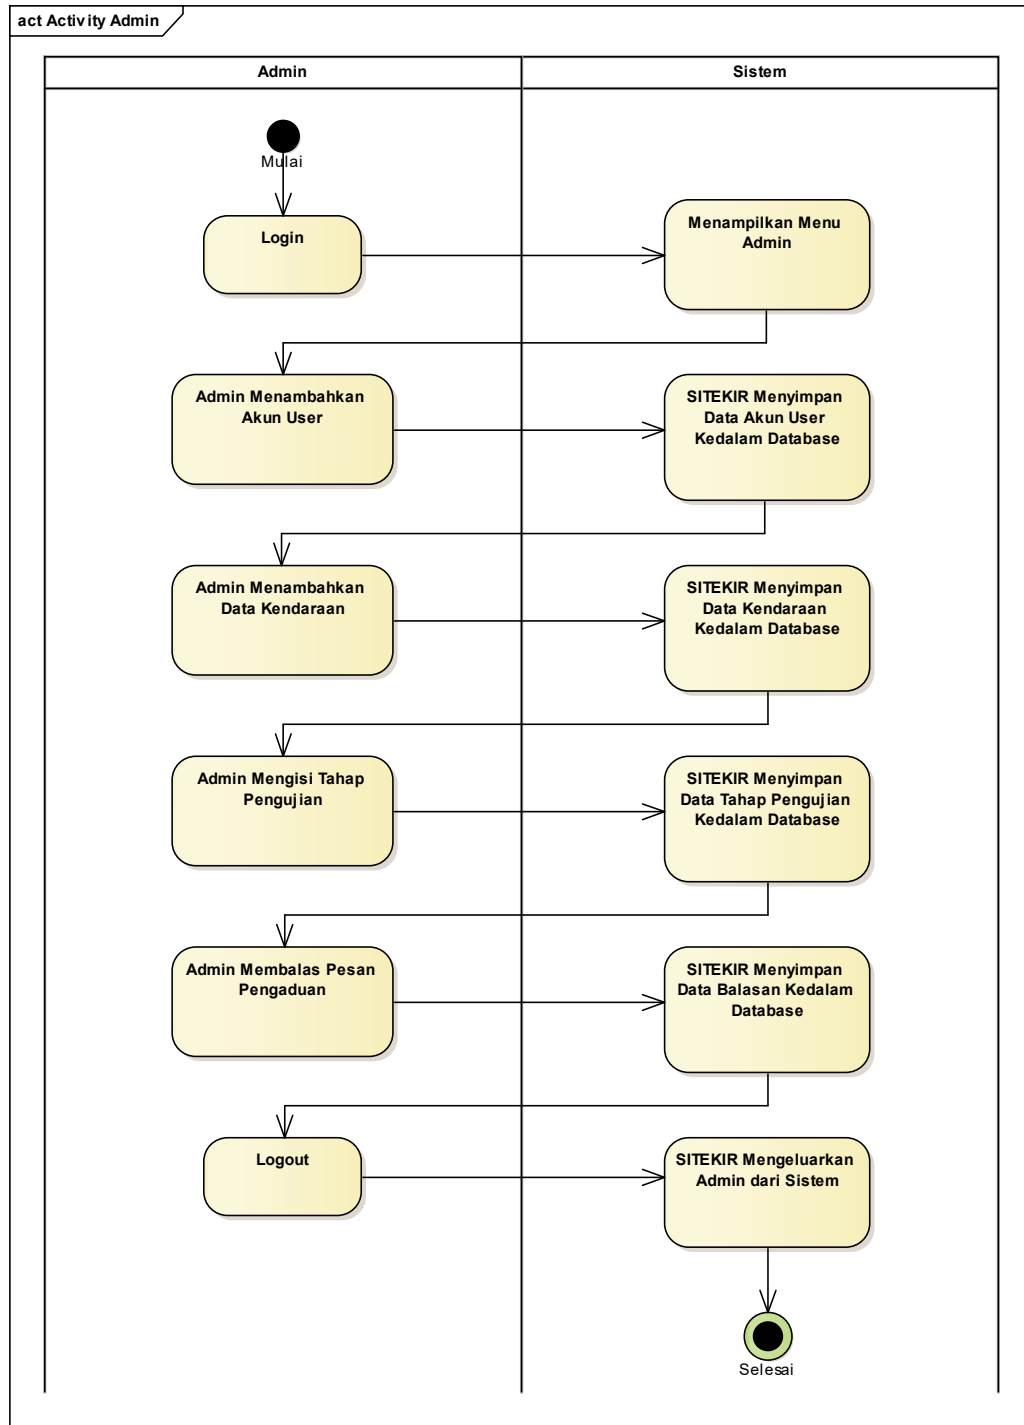 act Activity Admin
Admin
Sistem
Mulai
Login
Menampilkan Menu
Admin
Admin Menambahkan
Akun User
SITEKIR Menyimpan
Data Akun User
Kedalam Database
Admin Menambahkan
Data Kendaraan
SITEKIR Menyimpan
Data Kendaraan
Kedalam Database
Admin Mengisi Tahap
Pengujian
SITEKIR Menyimpan
Data Tahap Pengujian
Kedalam Database
Admin Membalas Pesan
Pengaduan
SITEKIR Menyimpan
Data Balasan Kedalam
Database
Logout
SITEKIR Mengeluarkan
Admin dari Sistem
Selesai